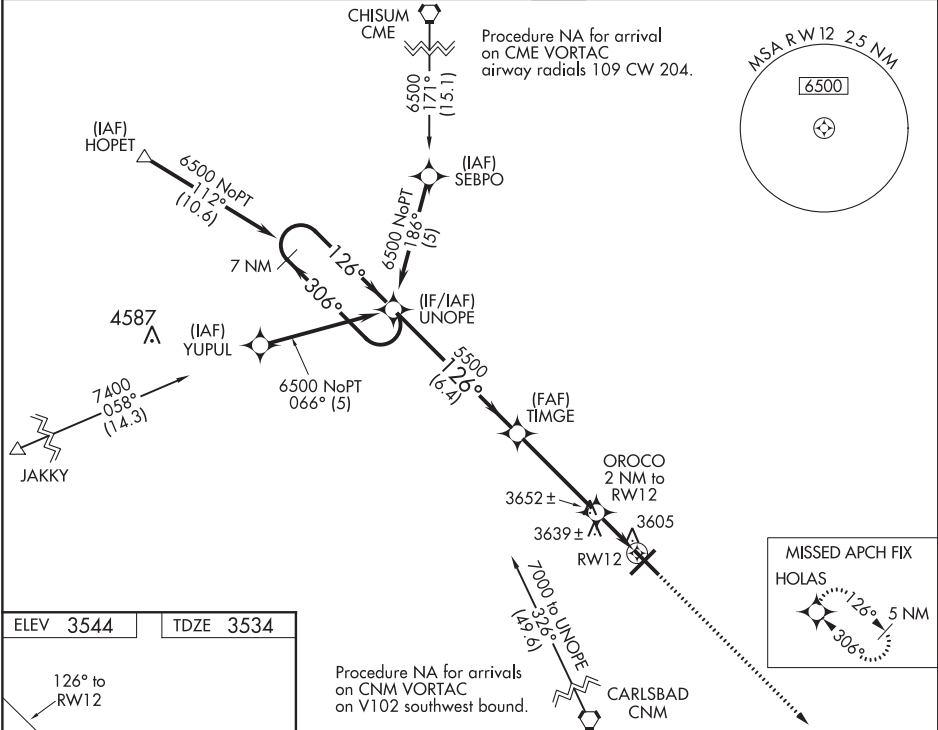 CHISUM
CME
Procedure NA for arrival
on CME VORTAC
airway radials 109 CW 204.
MSA RW12 25 NM
6500
6500
171°
(15.1)
(IAF)
HOPET
6500 NoPT
112°
(10.6)
(IAF)
SEBPO
6500 NoPT
186°
(5)
7 NM
126°
306°
(IF/IAF)
UNOPE
4587
(IAF)
YUPUL
6500 NoPT
066° (5)
7400
058°
(14.3)
JAKKY
5500
126°
(6.4)
(FAF)
TIMGE
OROCO
2 NM to
RW12
3652 ±
3639 ±
3605
RW12
MISSED APCH FIX
HOLAS
126°
5 NM
306°
7000 to UNOPE
326°
(49.6)
ELEV 3544
TDZE 3534
126° to
RW12
Procedure NA for arrivals
on CNM VORTAC
on V102 southwest bound.
CARLSBAD
CNM